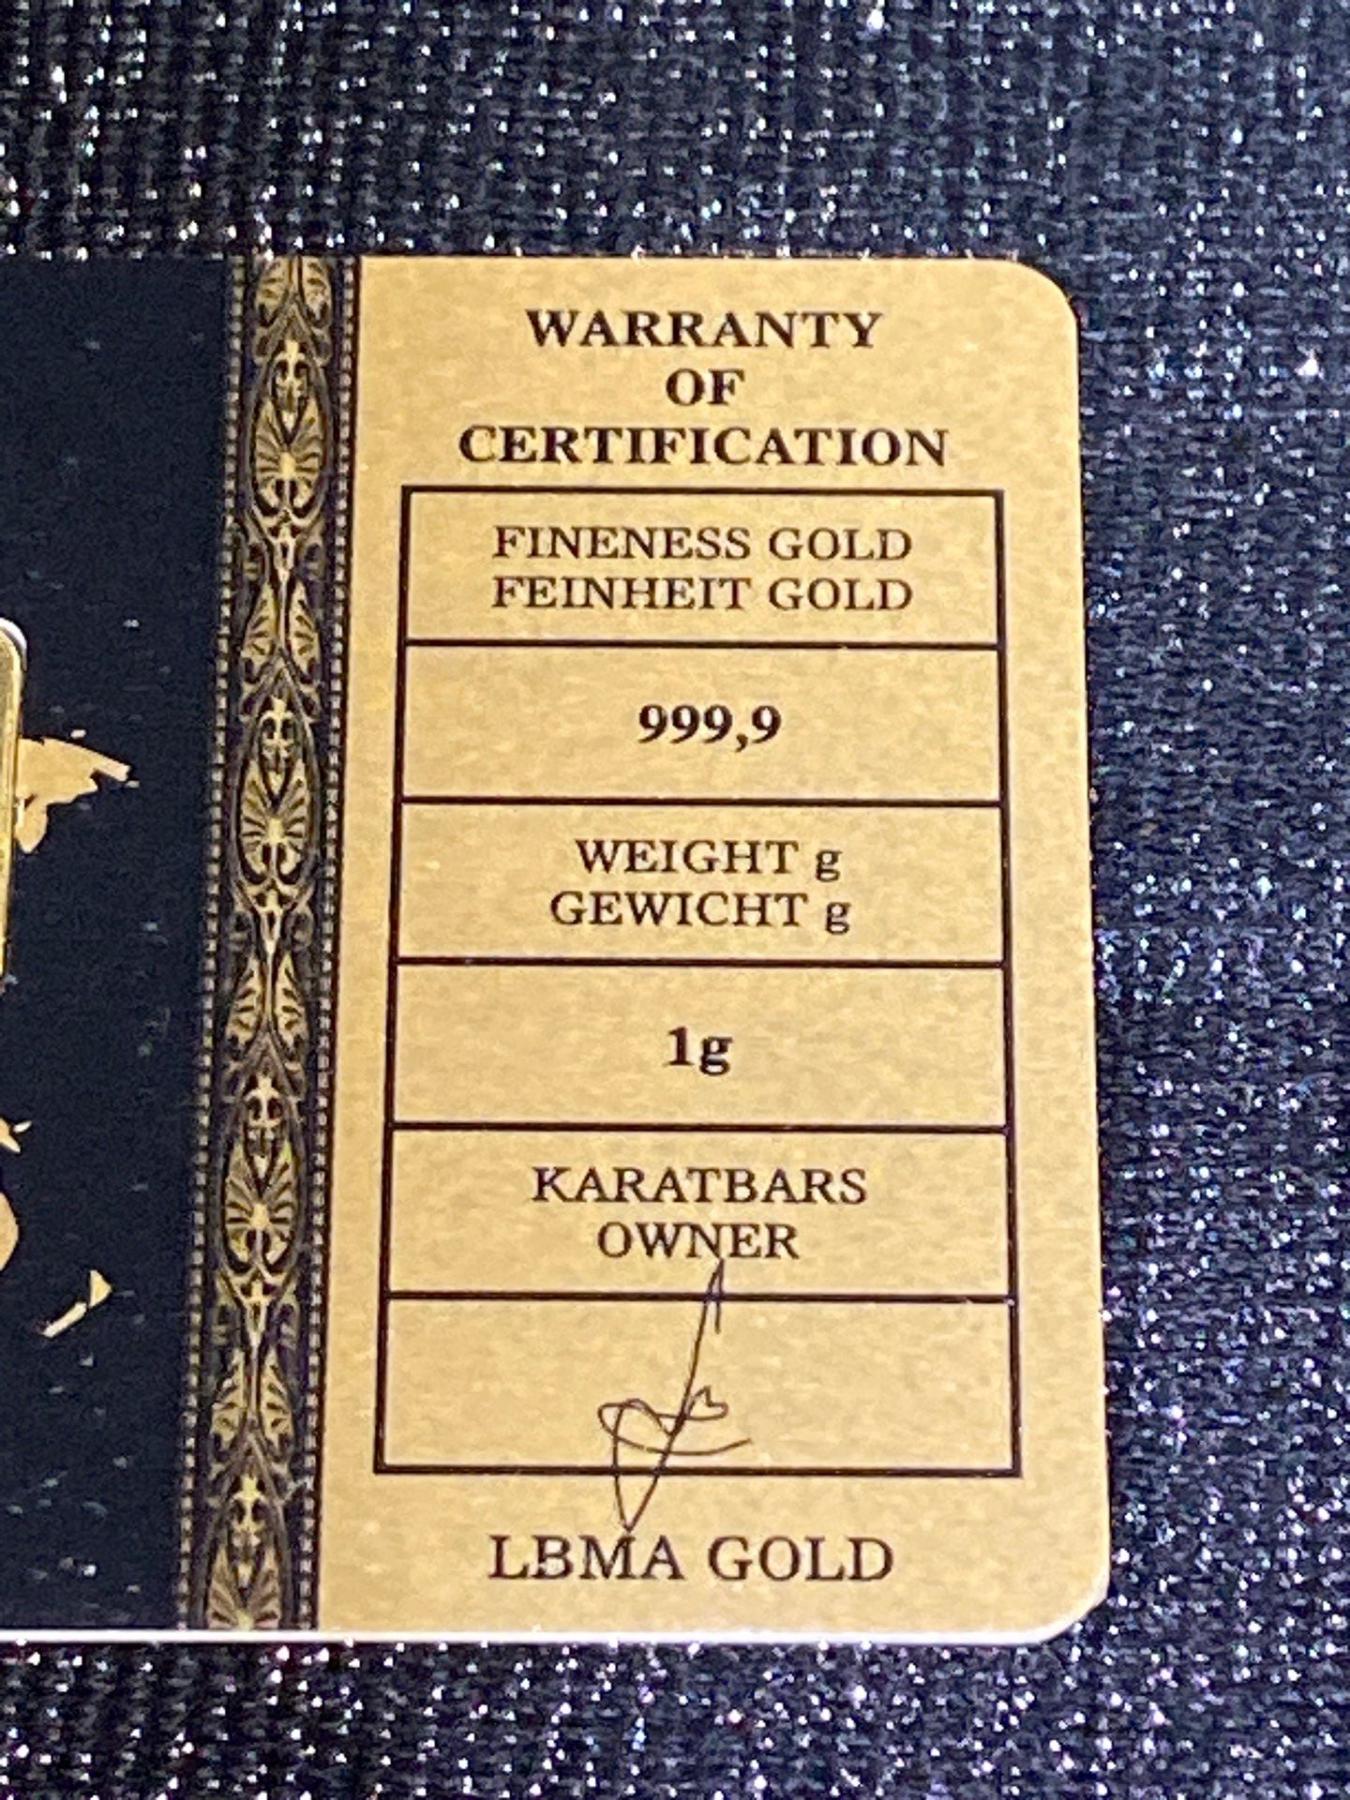 WARRANTY
OF
CERTIFICATION
FINENESS GOLD
FEINHEIT GOLD
999,9
WEIGHT g
GEWICHT g
1g
KARATBARS
OWNER
LBMA GOLD